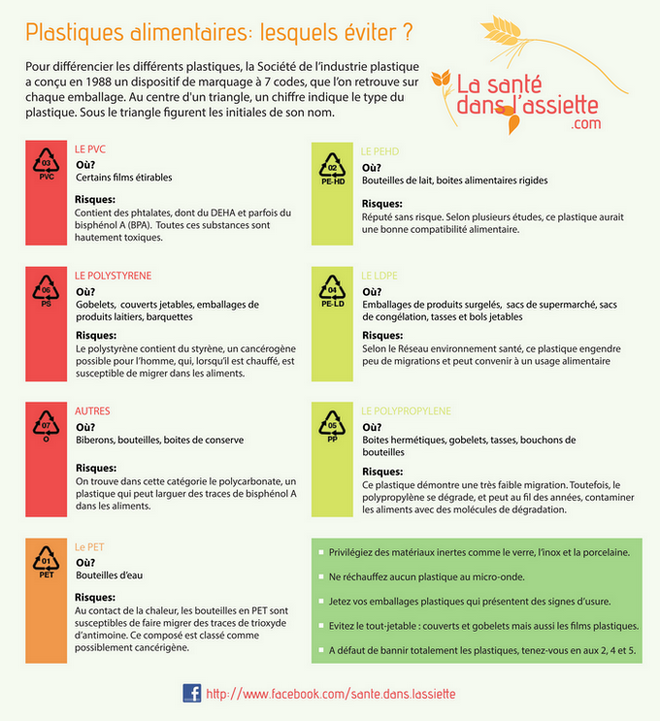 Plastiques alimentaires: lesquels éviter ?
Pour différencier les différents plastiques, la Société de l'industrie plastique
a conçu en 1988 un dispositif de marquage à 7 codes, que l'on retrouve sur
chaque emballage. Au centre d'un triangle, un chiffre indique le type du
plastique. Sous le triangle figurent les initiales de son nom.
La santé
dans l'assiette
.com
03
PVC
LE PVC
Où?
Certains films étirables
Risques:
Contient des phtalates, dont du DEHA et parfois du
bisphénol A (BPA). Toutes ces substances sont
hautement toxiques.
02
PE-HD
LE PEHD
Où?
Bouteilles de lait, boites alimentaires rigides
Risques:
Réputé sans risque. Selon plusieurs études, ce plastique aurait
une bonne compatibilité alimentaire.
06
PS
LE POLYSTYRENE
Où?
Gobelets, couverts jetables, emballages de
produits laitiers, barquettes
Risques:
Le polystyrène contient du styrène, un cancérogène
possible pour l'homme, qui, lorsqu'il est chauffé, est
susceptible de migrer dans les aliments.
04
PE-LD
LE LDPE
Où?
Emballages de produits surgelés, sacs de supermarché, sacs
de congélation, tasses et bols jetables
Risques:
Selon le Réseau environnement santé, ce plastique engendre
peu de migrations et peut convenir à un usage alimentaire
07
O
AUTRES
Où?
Biberons, bouteilles, boites de conserve
Risques:
On trouve dans cette catégorie le polycarbonate, un
plastique qui peut larguer des traces de bisphénol A
dans les aliments.
05
PP
LE POLYPROPYLENE
Où?
Boites hermétiques, gobelets, tasses, bouchons de
bouteilles
Risques:
Ce plastique démontre une très faible migration. Toutefois, le
polypropylène se dégrade, et peut au fil des années, contaminer
les aliments avec des molécules de dégradation.
01
PET
Le PET
Où?
Bouteilles d'eau
Risques:
Au contact de la chaleur, les bouteilles en PET sont
susceptibles de faire migrer des traces de trioxyde
d'antimoine. Ce composé est classé comme
possiblement cancérigène.
Privilégiez des matériaux inertes comme le verre, l'inox et la porcelaine.
Ne réchauffez aucun plastique au micro-onde.
Jetez vos emballages plastiques qui présentent des signes d'usure.
Evitez le tout-jetable : couverts et gobelets mais aussi les films plastiques.
A défaut de bannir totalement les plastiques, tenez-vous en aux 2, 4 et 5.
f http://www.facebook.com/sante.dans.lassiette